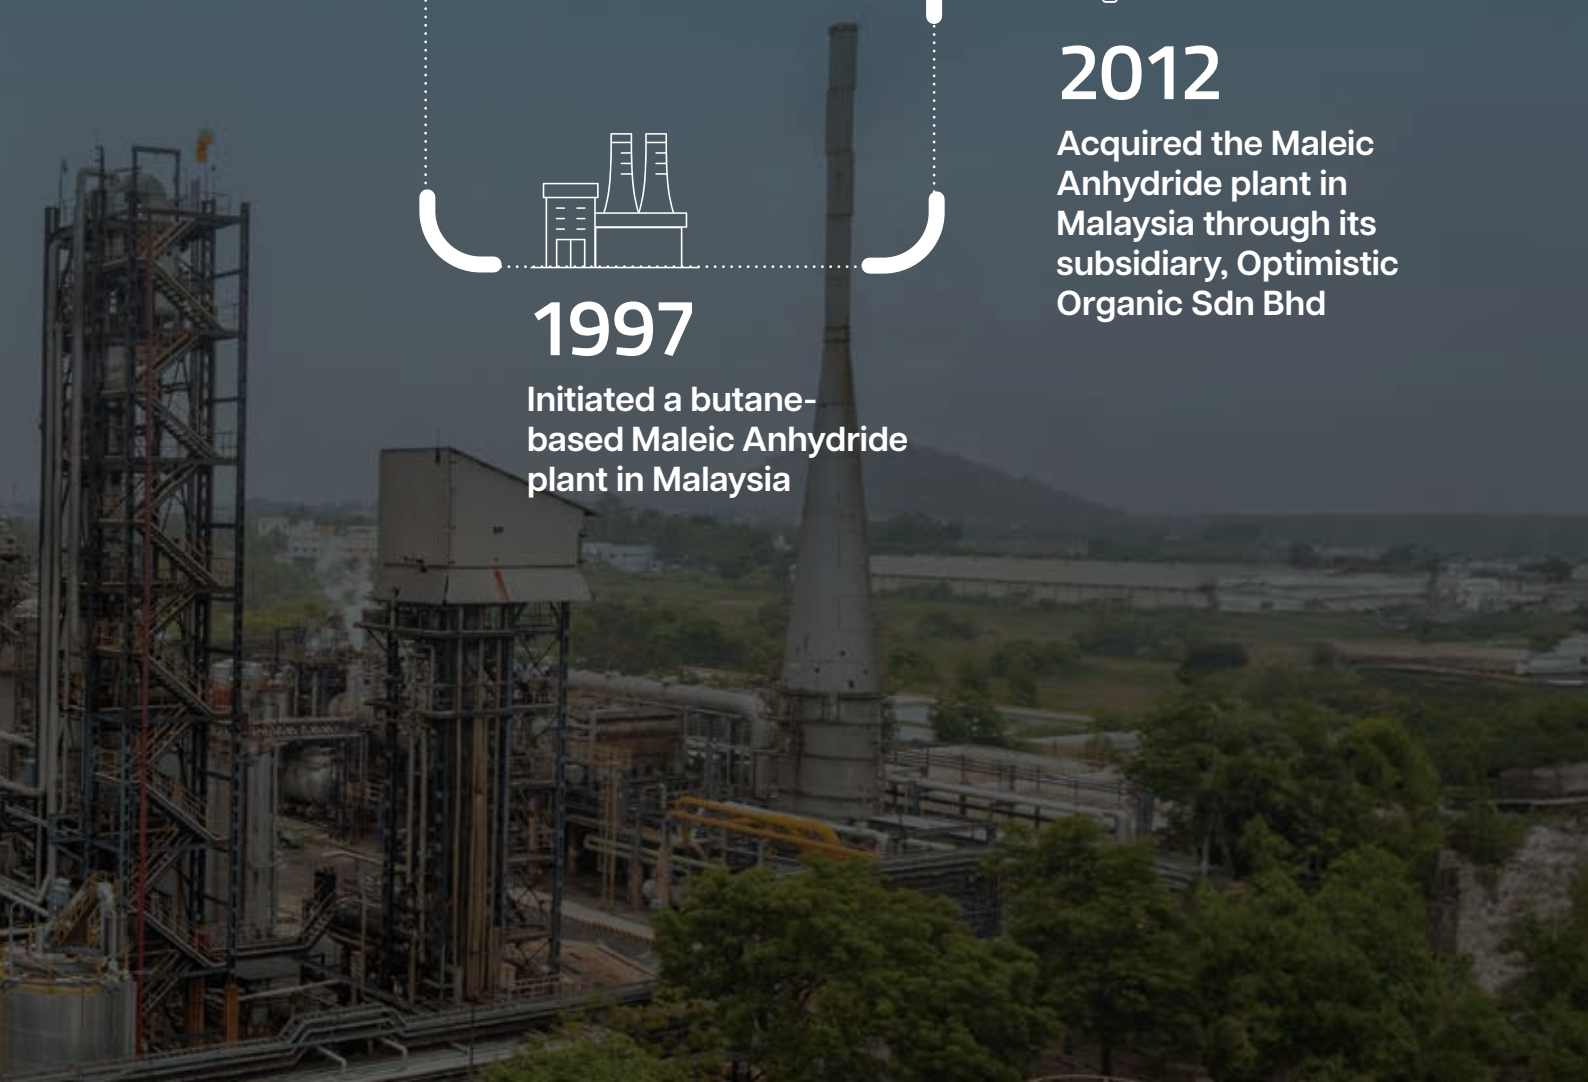 1997
Initiated a butane-
based Maleic Anhydride
plant in Malaysia
2012
Acquired the Maleic
Anhydride plant in
Malaysia through its
subsidiary, Optimistic
Organic Sdn Bhd